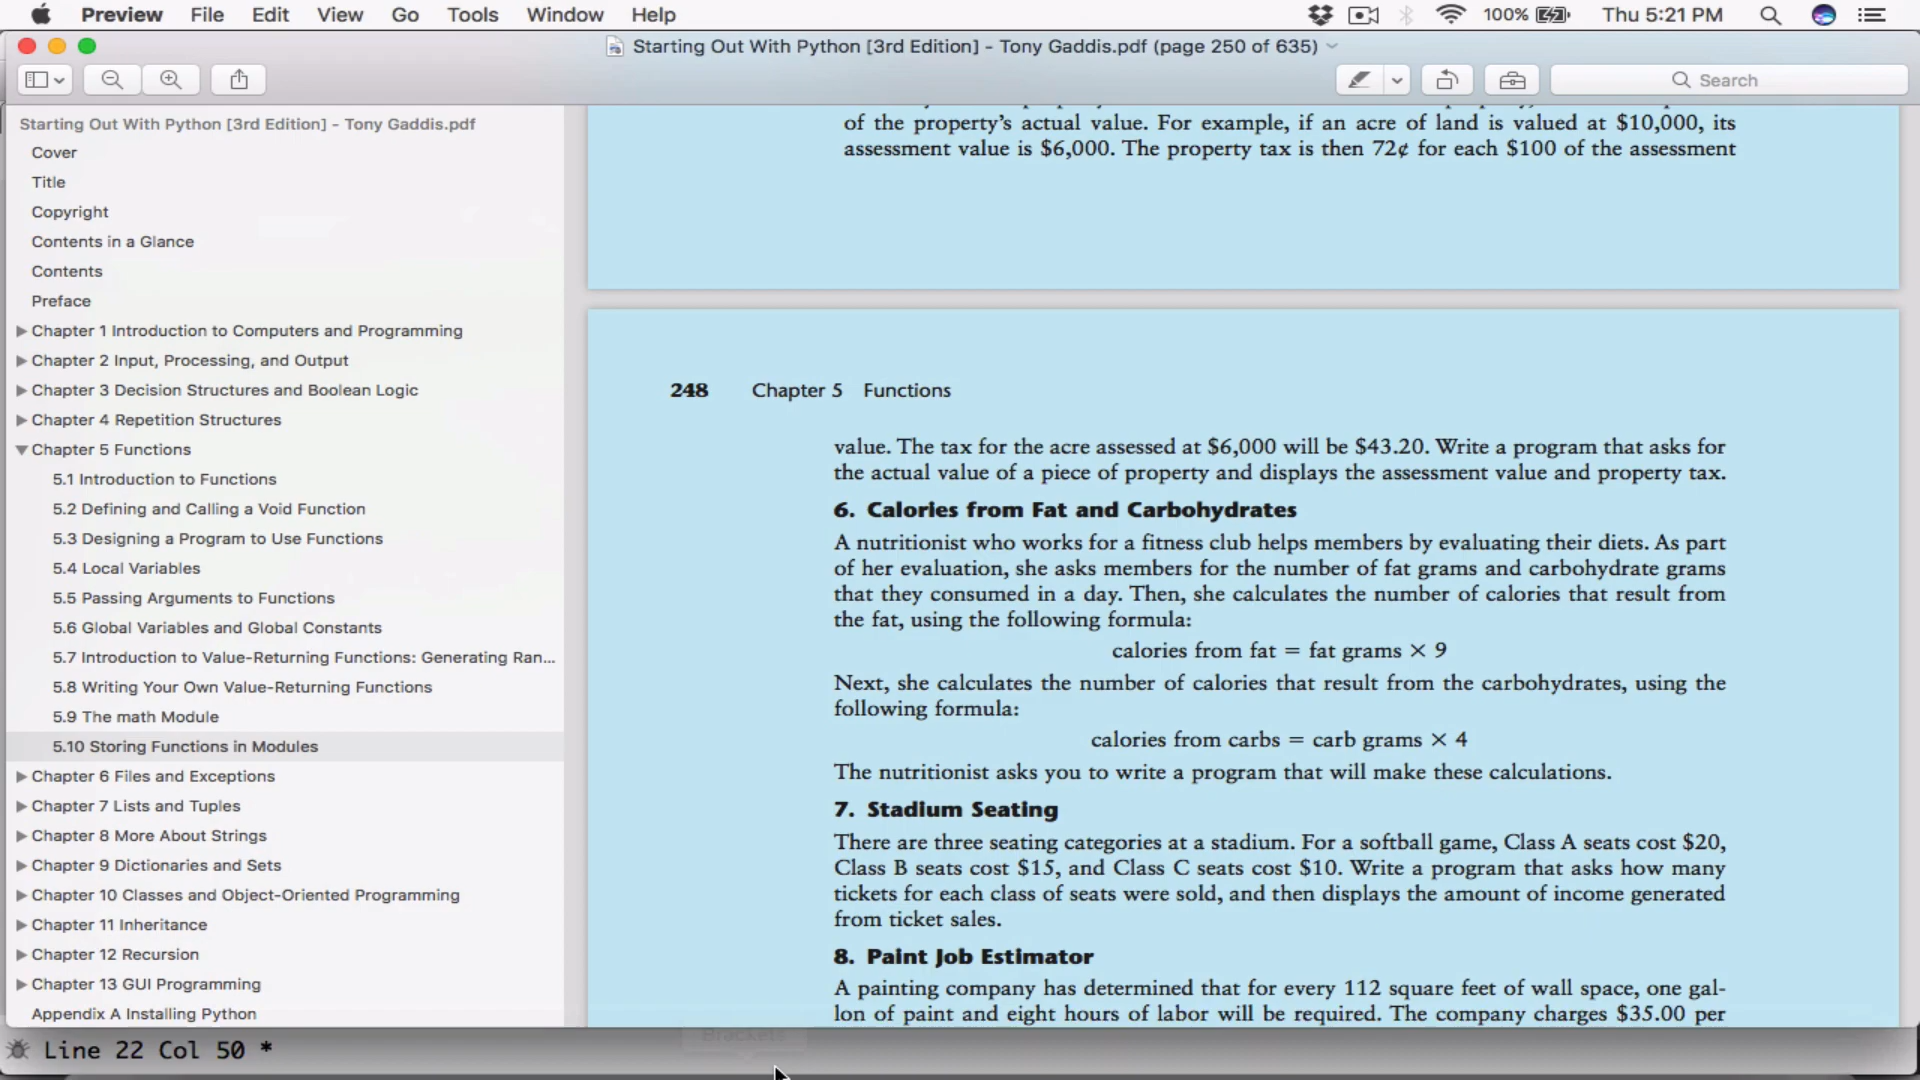 Preview File Edit View Go Tools Window Help 100% Thu 5:21 PM
Starting Out With Python [3rd Edition] - Tony Gaddis.pdf (page 250 of 635)
Search
Starting Out With Python [3rd Edition] - Tony Gaddis.pdf
Cover
Title
Copyright
Contents in a Glance
Contents
Preface
Chapter 1 Introduction to Computers and Programming
Chapter 2 Input, Processing, and Output
Chapter 3 Decision Structures and Boolean Logic
Chapter 4 Repetition Structures
Chapter 5 Functions
5.1 Introduction to Functions
5.2 Defining and Calling a Void Function
5.3 Designing a Program to Use Functions
5.4 Local Variables
5.5 Passing Arguments to Functions
5.6 Global Variables and Global Constants
5.7 Introduction to Value-Returning Functions: Generating Ran...
5.8 Writing Your Own Value-Returning Functions
5.9 The math Module
5.10 Storing Functions in Modules
Chapter 6 Files and Exceptions
Chapter 7 Lists and Tuples
Chapter 8 More About Strings
Chapter 9 Dictionaries and Sets
Chapter 10 Classes and Object-Oriented Programming
Chapter 11 Inheritance
Chapter 12 Recursion
Chapter 13 GUI Programming
Appendix A Installing Python
of the property's actual value. For example, if an acre of land is valued at $10,000, its
assessment value is $6,000. The property tax is then 72¢ for each $100 of the assessment
248 Chapter 5 Functions
value. The tax for the acre assessed at $6,000 will be $43.20. Write a program that asks for
the actual value of a piece of property and displays the assessment value and property tax.
6. Calories from Fat and Carbohydrates
A nutritionist who works for a fitness club helps members by evaluating their diets. As part
of her evaluation, she asks members for the number of fat grams and carbohydrate grams
that they consumed in a day. Then, she calculates the number of calories that result from
the fat, using the following formula:
calories from fat = fat grams × 9
Next, she calculates the number of calories that result from the carbohydrates, using the
following formula:
calories from carbs = carb grams × 4
The nutritionist asks you to write a program that will make these calculations.
7. Stadium Seating
There are three seating categories at a stadium. For a softball game, Class A seats cost $20,
Class B seats cost $15, and Class C seats cost $10. Write a program that asks how many
tickets for each class of seats were sold, and then displays the amount of income generated
from ticket sales.
8. Paint Job Estimator
A painting company has determined that for every 112 square feet of wall space, one gal-
lon of paint and eight hours of labor will be required. The company charges $35.00 per
Brackets
Line 22 Col 50 *